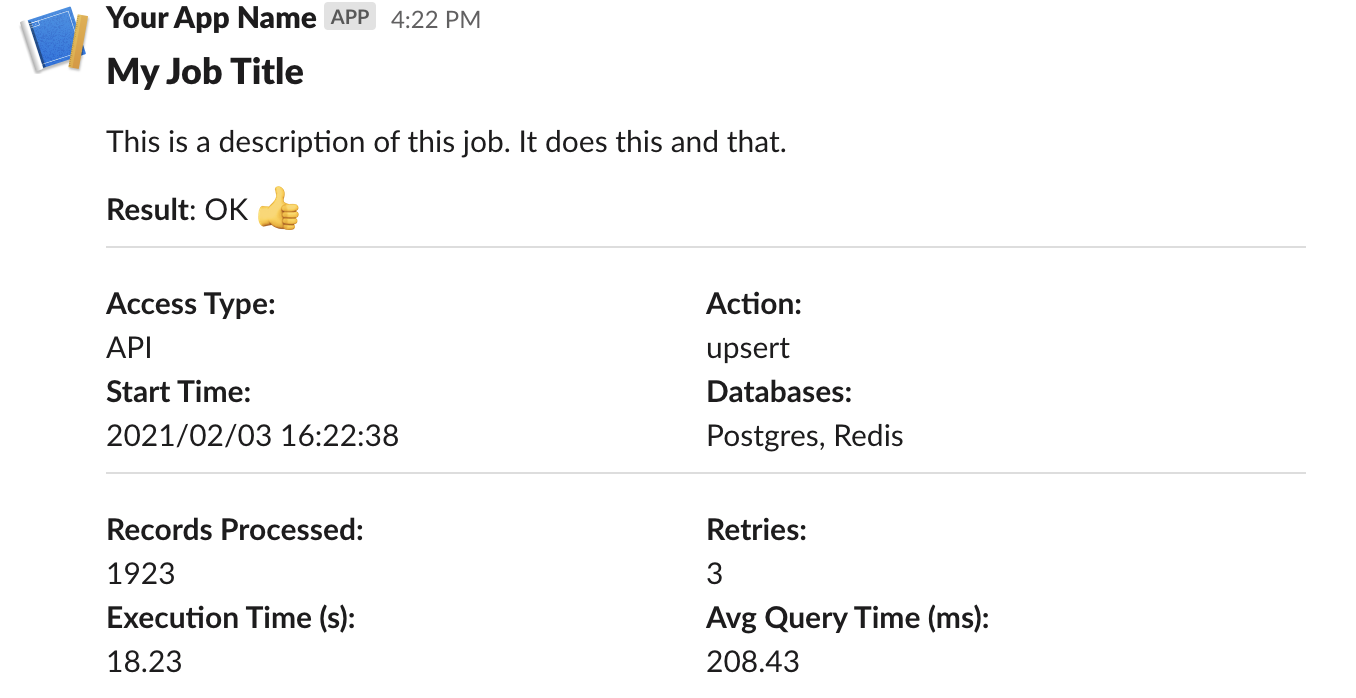 Your App Name APP 4:22 PM
My Job Title
This is a description of this job. It does this and that.
Result: OK 👍
Access Type: Action:
API upsert
Start Time: Databases:
2021/02/03 16:22:38 Postgres, Redis
Records Processed: Retries:
1923 3
Execution Time (s): Avg Query Time (ms):
18.23 208.43